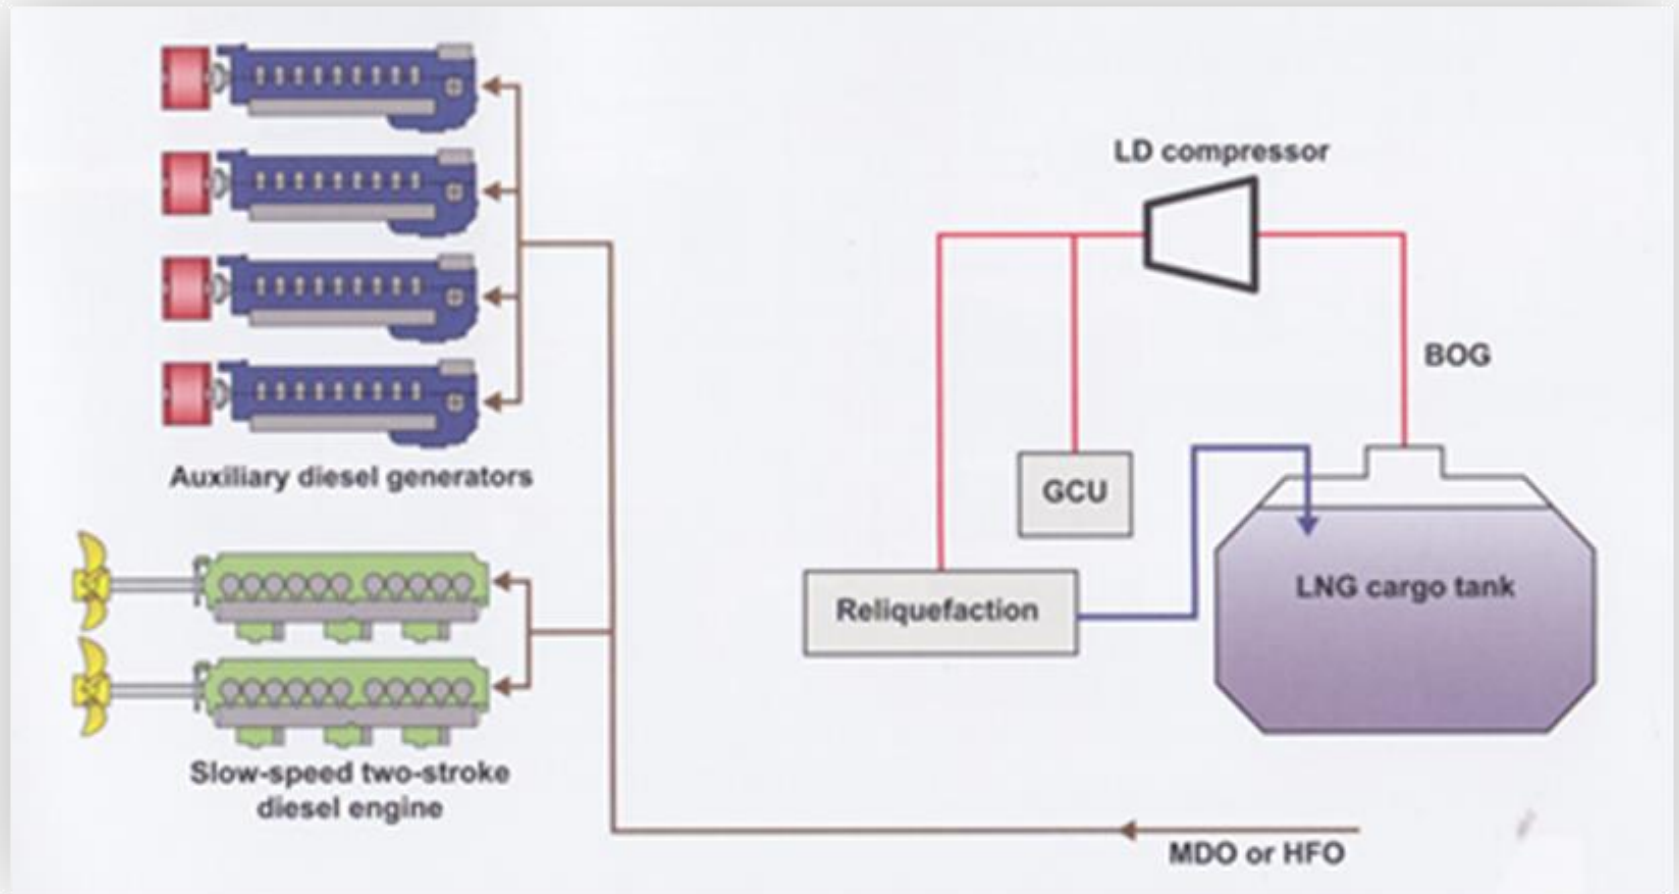 LD compressor
BOG
Auxiliary diesel generators
GCU
LNG cargo tank
Reliquefaction
Slow-speed two-stroke
diesel engine
MDO or HFO